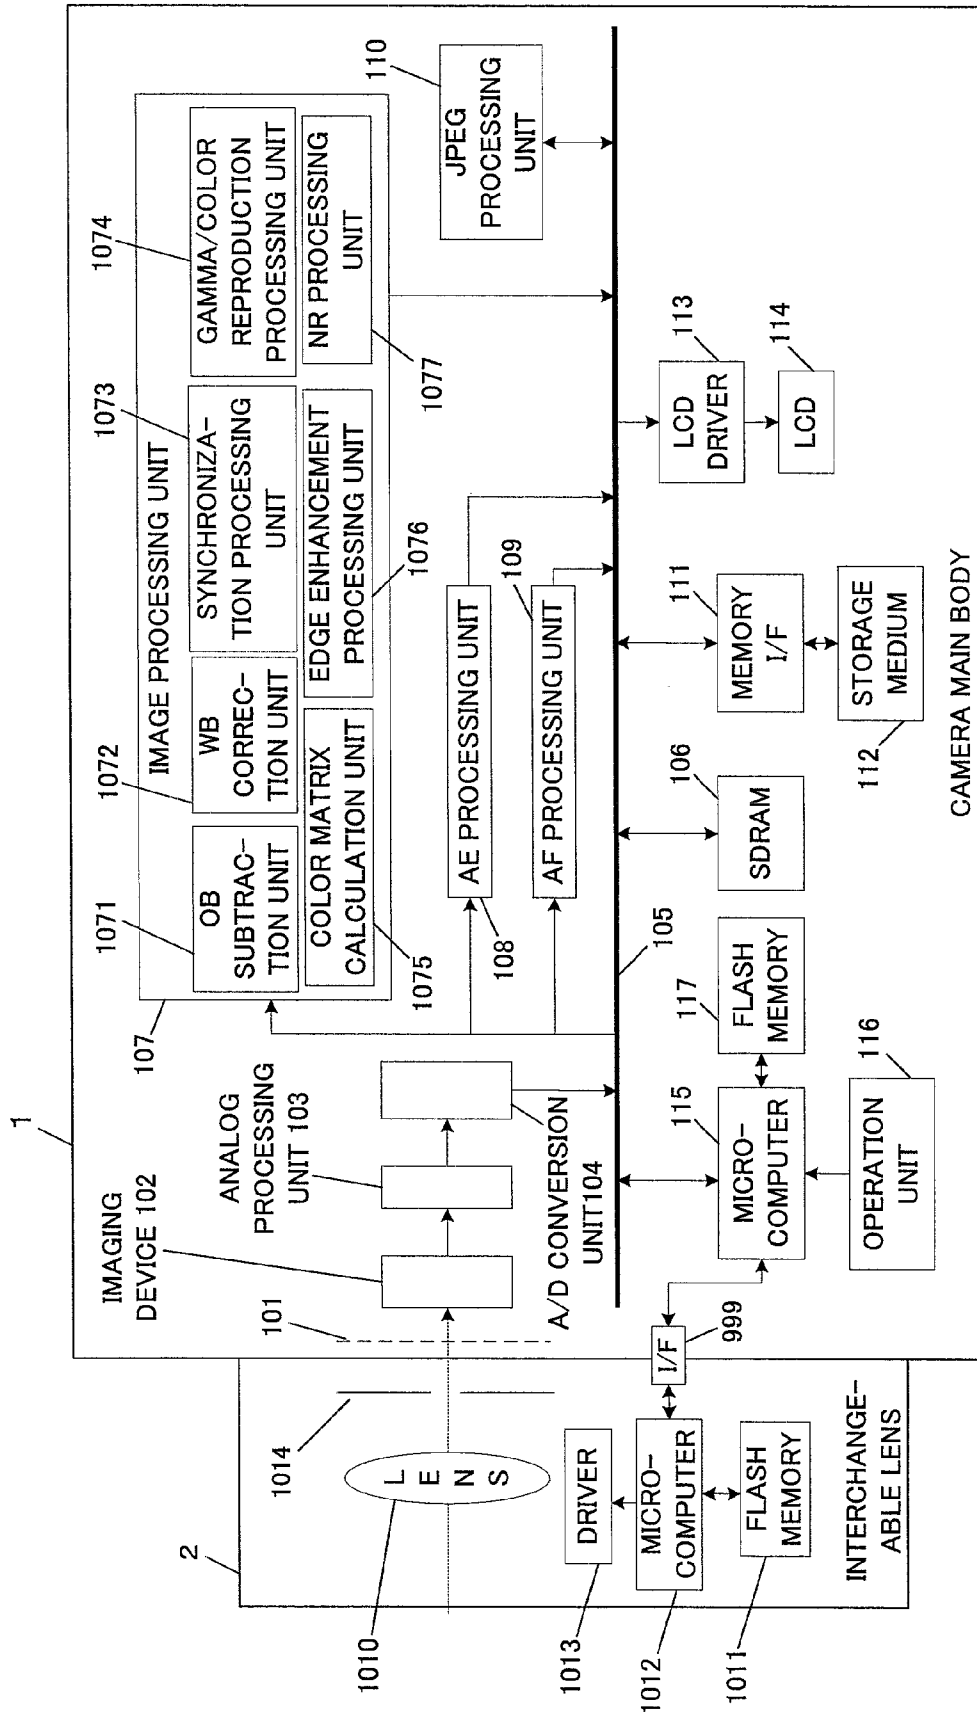 1
IMAGING
DEVICE 102
ANALOG
PROCESSING
UNIT 103
A/D CONVERSION
UNIT104
101
107
IMAGE PROCESSING UNIT
1071
OB
SUBTRAC-
TION UNIT
1072
WB
CORREC-
TION UNIT
1073
SYNCHRONIZA-
TION PROCESSING
UNIT
1074
GAMMA/COLOR
REPRODUCTION
PROCESSING UNIT
COLOR MATRIX
CALCULATION UNIT
1075
EDGE ENHANCEMENT
PROCESSING UNIT
1076
NR PROCESSING
UNIT
1077
AE PROCESSING UNIT
108
AF PROCESSING UNIT
109
JPEG
PROCESSING
UNIT
110
105
2
1014
LENS
1010
DRIVER
1013
MICRO-
COMPUTER
1012
FLASH
MEMORY
1011
INTERCHANGE-
ABLE LENS
I/F
999
MICRO-
COMPUTER
115
OPERATION
UNIT
116
FLASH
MEMORY
117
SDRAM
106
MEMORY
I/F
111
STORAGE
MEDIUM
112
LCD
DRIVER
113
LCD
114
CAMERA MAIN BODY